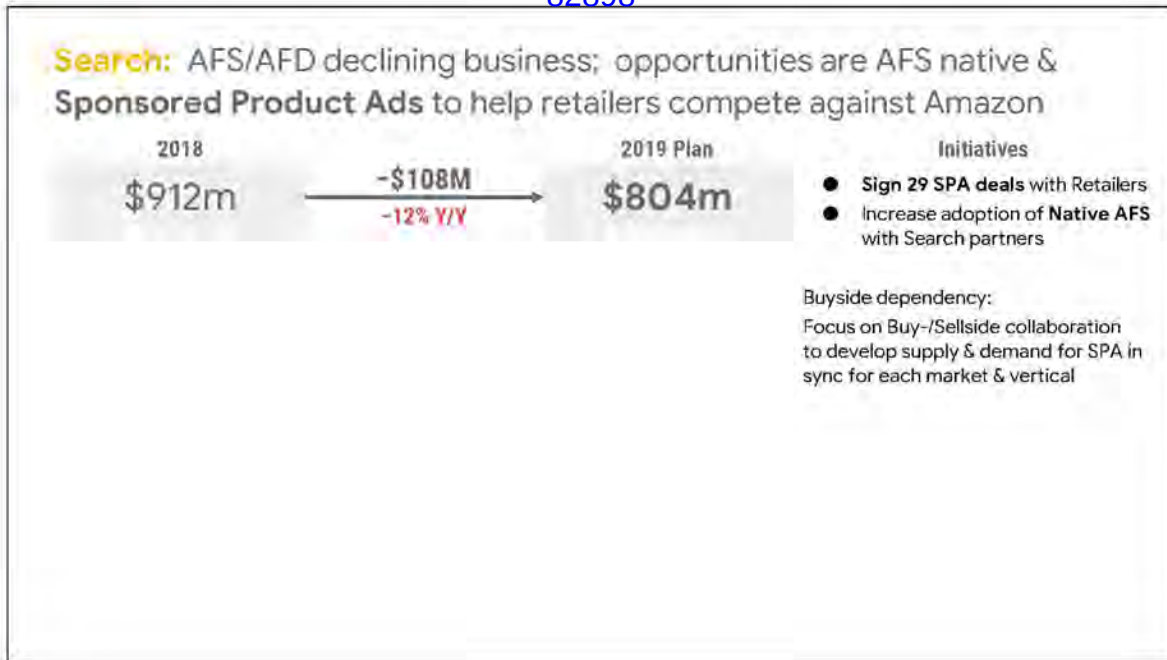 Search: AFS/AFD declining business; opportunities are AFS native &
Sponsored Product Ads to help retailers compete against Amazon
2018
$912m
-$108M
-12% Y/Y
2019 Plan
$804m
Initiatives
● Sign 29 SPA deals with Retailers
● Increase adoption of Native AFS
with Search partners
Buyside dependency:
Focus on Buy-/Sellside collaboration
to develop supply & demand for SPA in
sync for each market & vertical